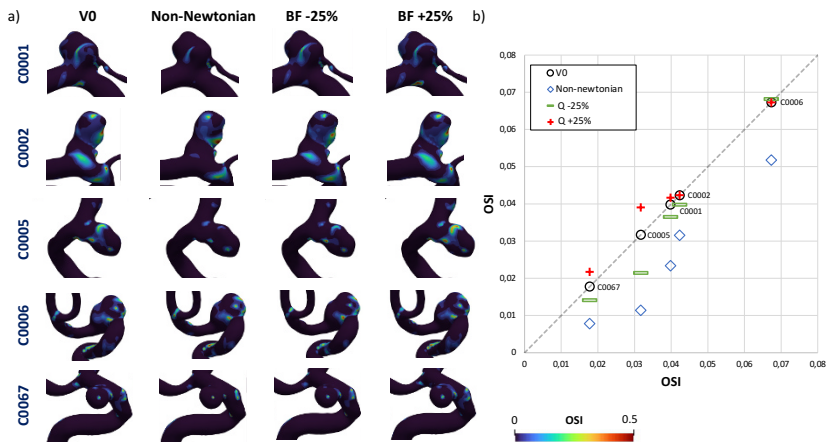 a)
V0
Non-Newtonian
BF -25%
BF +25%
C0001
C0002
C0005
C0006
C0067
b)
0,08
0,07
0,06
0,05
0,04
0,03
0,02
0,01
0
OSI
V0
Non-newtonian
Q -25%
Q +25%
C0006
C0002
C0001
C0005
C0067
0
0,01
0,02
0,03
0,04
0,05
0,06
0,07
0,08
OSI
0
OSI
0.5